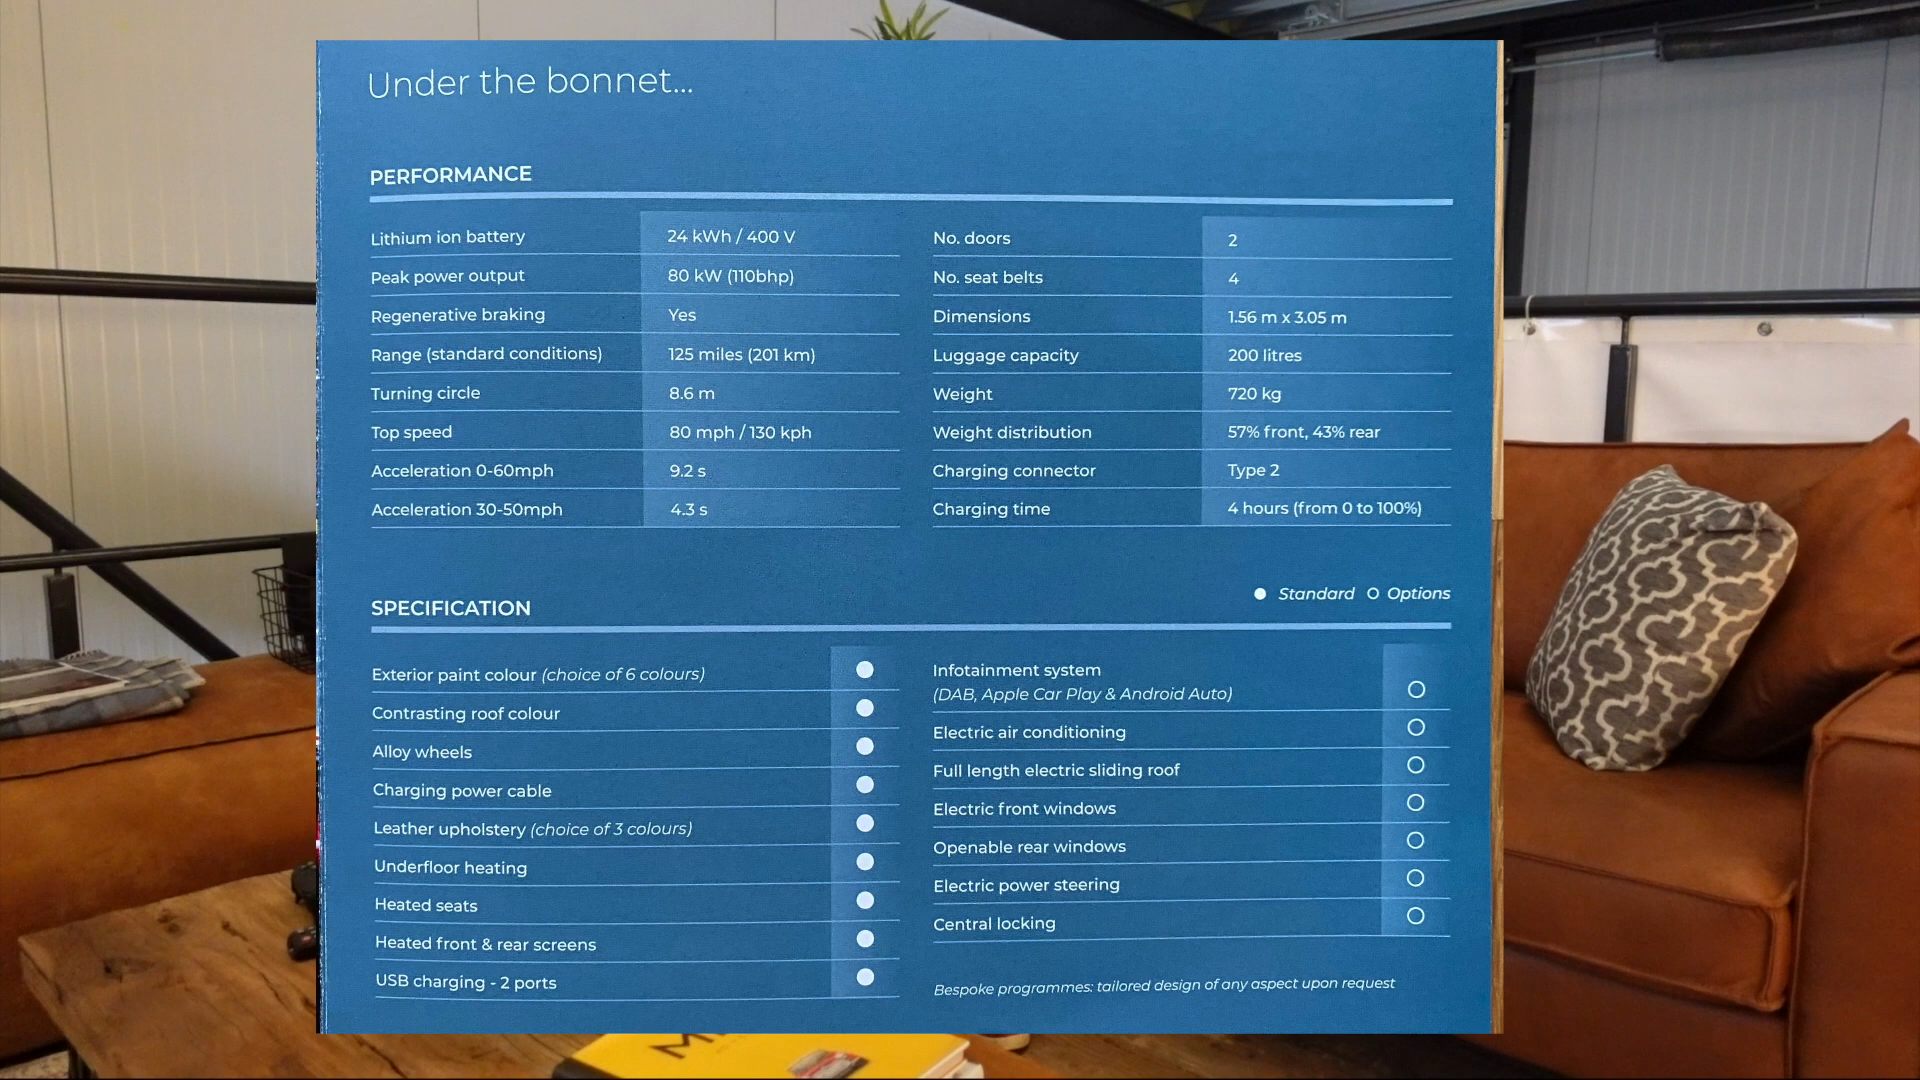 Under the bonnet...
PERFORMANCE
Lithium ion battery 24 kWh / 400 V
Peak power output 80 kW (110bhp)
Regenerative braking Yes
Range (standard conditions) 125 miles (201 km)
Turning circle 8.6 m
Top speed 80 mph / 130 kph
Acceleration 0-60mph 9.2 s
Acceleration 30-50mph 4.3 s
No. doors 2
No. seat belts 4
Dimensions 1.56 m x 3.05 m
Luggage capacity 200 litres
Weight 720 kg
Weight distribution 57% front, 43% rear
Charging connector Type 2
Charging time 4 hours (from 0 to 100%)
SPECIFICATION
● Standard ○ Options
Exterior paint colour (choice of 6 colours) ●
Contrasting roof colour ●
Alloy wheels ●
Charging power cable ●
Leather upholstery (choice of 3 colours) ●
Underfloor heating ●
Heated seats ●
Heated front & rear screens ●
USB charging - 2 ports ●
Infotainment system
(DAB, Apple Car Play & Android Auto) ○
Electric air conditioning ○
Full length electric sliding roof ○
Electric front windows ○
Openable rear windows ○
Electric power steering ○
Central locking ○
Bespoke programmes: tailored design of any aspect upon request